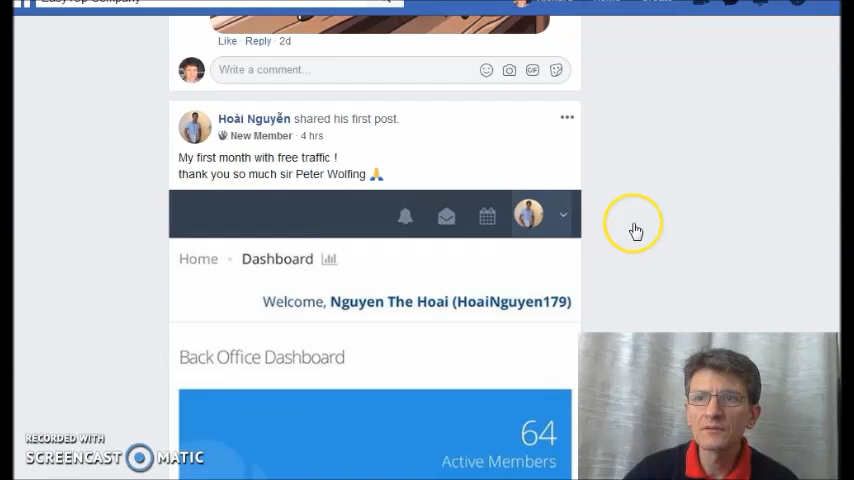 Like · Reply · 2d
Write a comment...
GIF
Hoài Nguyễn shared his first post.
New Member · 4 hrs
My first month with free traffic !
thank you so much sir Peter Wolfing 🙏
Home • Dashboard
Welcome, Nguyen The Hoai (HoaiNguyen179)
Back Office Dashboard
64
Active Members
RECORDED WITH
SCREENCAST MATIC